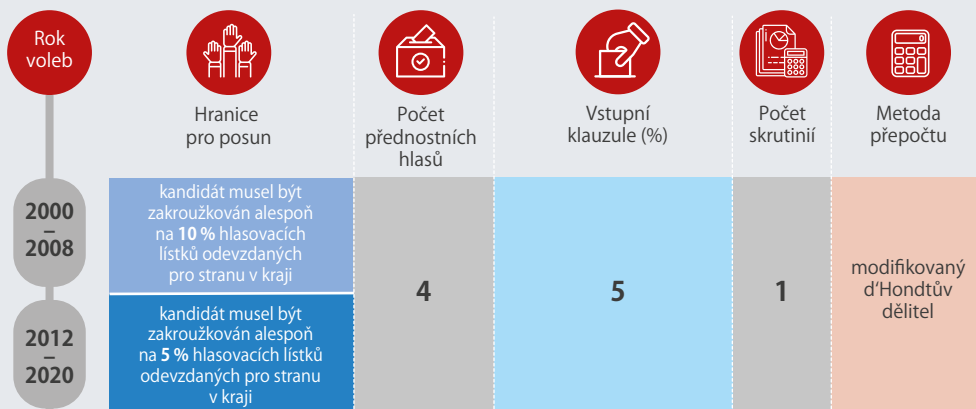 Rok
voleb
Hranice
pro posun
Počet
přednostních
hlasů
Vstupní
klauzule (%)
Počet
skrutinií
Metoda
přepočtu
2000
–
2008
kandidát musel být
zakroužkován alespoň
na 10 % hlasovacích
lístků odevzdaných
pro stranu v kraji
4
5
1
modifikovaný
d‘Hondtův
dělitel
2012
–
2020
kandidát musel být
zakroužkován alespoň
na 5 % hlasovacích lístků
odevzdaných pro stranu
v kraji